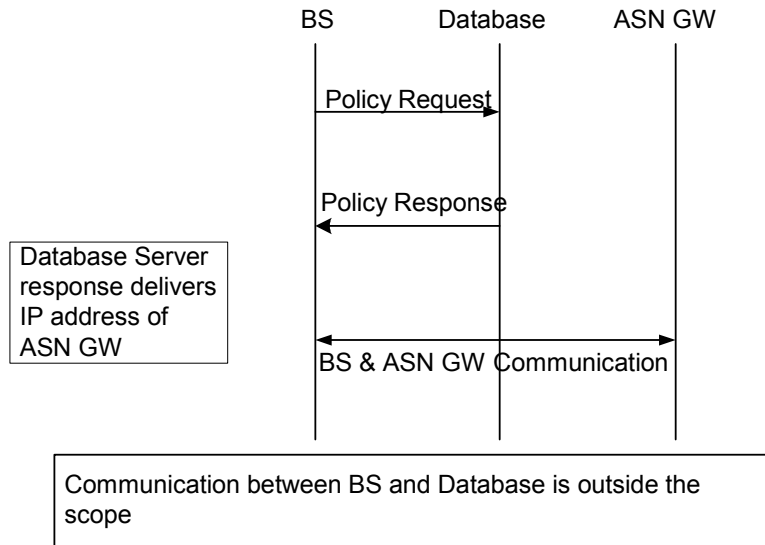 BS Database ASN GW
Policy Request
Policy Response
Database Server
response delivers
IP address of
ASN GW
BS & ASN GW Communication
Communication between BS and Database is outside the
scope